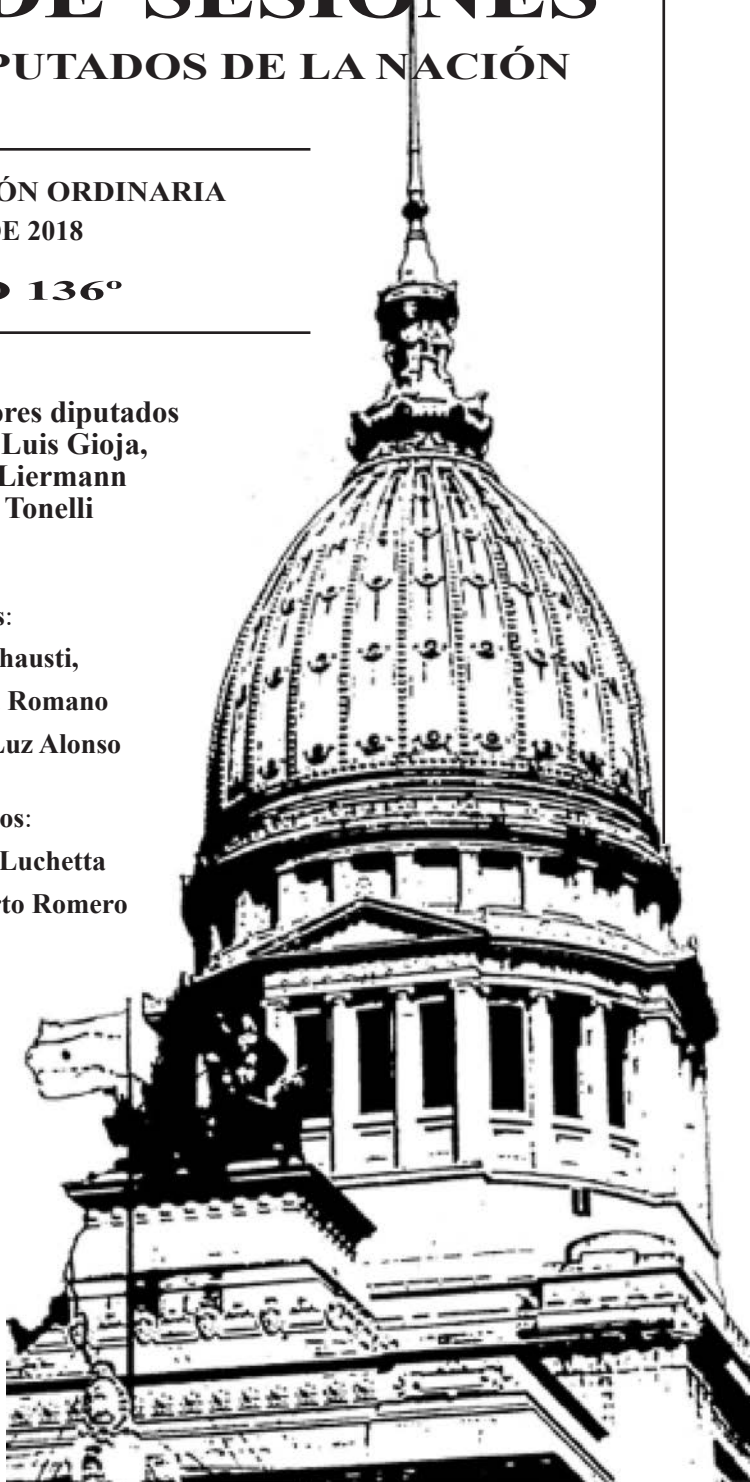 DE SESIONES
PUTADOS DE LA NACIÓN
ÓN ORDINARIA
DE 2018
O 136º
ores diputados
Luis Gioja,
Liermann
Tonelli
s:
hausti,
Romano
Luz Alonso
os:
Luchetta
rto Romero